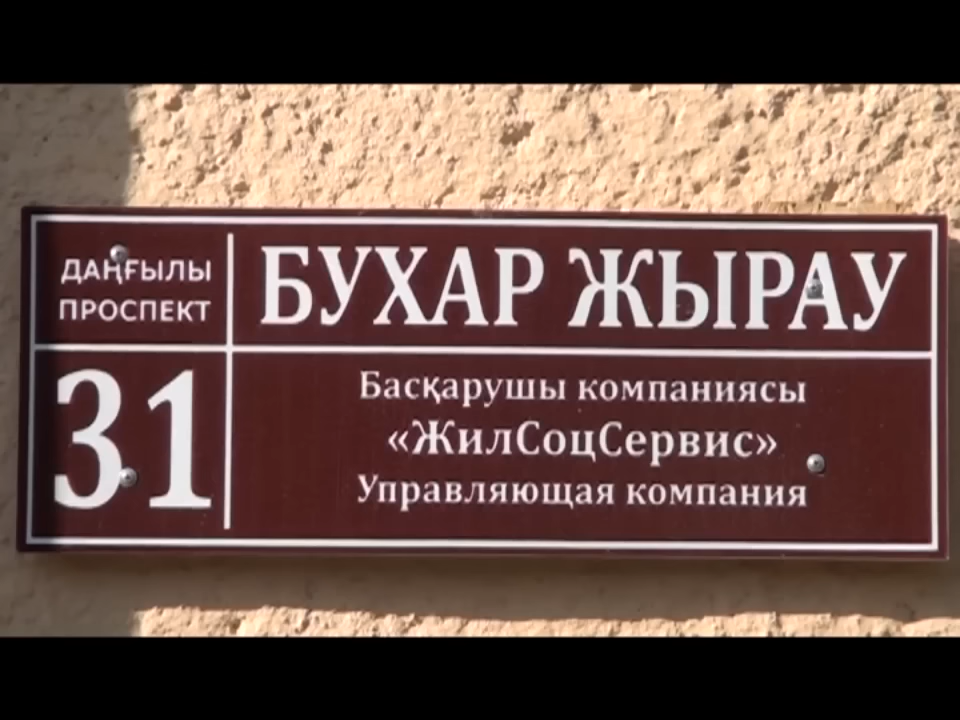 ДАҢҒЫЛЫ
ПРОСПЕКТ
БУХАР ЖЫРАУ
31
Басқарушы компаниясы
«ЖилСоцСервис»
Управляющая компания